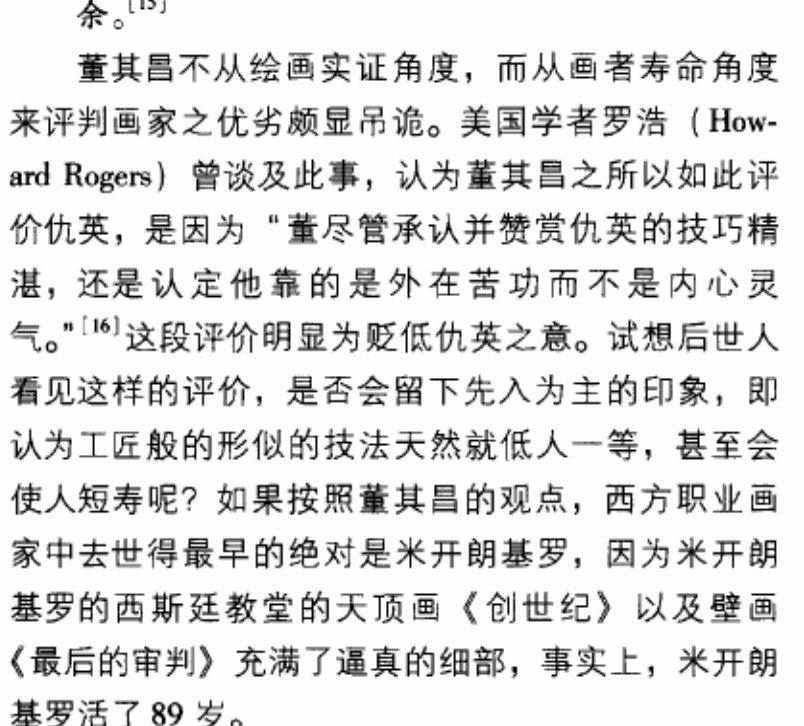 余。[15]
董其昌不从绘画实证角度，而从画者寿命角度
来评判画家之优劣颇显吊诡。美国学者罗浩（How-
ard Rogers）曾谈及此事，认为董其昌之所以如此评
价仇英，是因为“董尽管承认并赞赏仇英的技巧精
湛，还是认定他靠的是外在苦功而不是内心灵
气。”[16]这段评价明显为贬低仇英之意。试想后世人
看见这样的评价，是否会留下先入为主的印象，即
认为工匠般的形似的技法天然就低人一等，甚至会
使人短寿呢？如果按照董其昌的观点，西方职业画
家中去世得最早的绝对是米开朗基罗，因为米开朗
基罗的西斯廷教堂的天顶画《创世纪》以及壁画
《最后的审判》充满了逼真的细部，事实上，米开朗
基罗活了 89 岁。